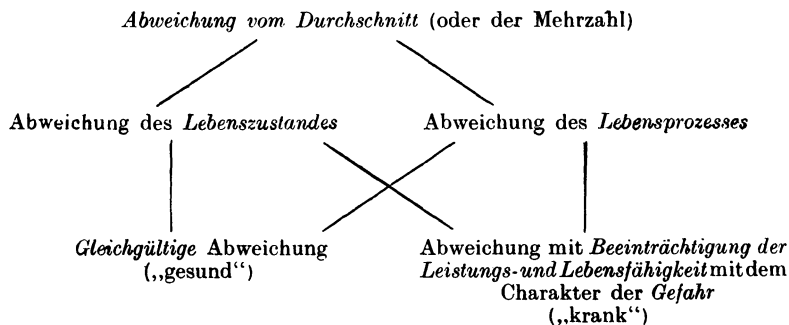 Abweichung vom Durchschnitt (oder der Mehrzahl)
Abweichung des Lebenszustandes Abweichung des Lebensprozesses
Gleichgültige Abweichung
(„gesund“)
Abweichung mit Beeinträchtigung der
Leistungs- und Lebensfähigkeit mit dem
Charakter der Gefahr
(„krank“)